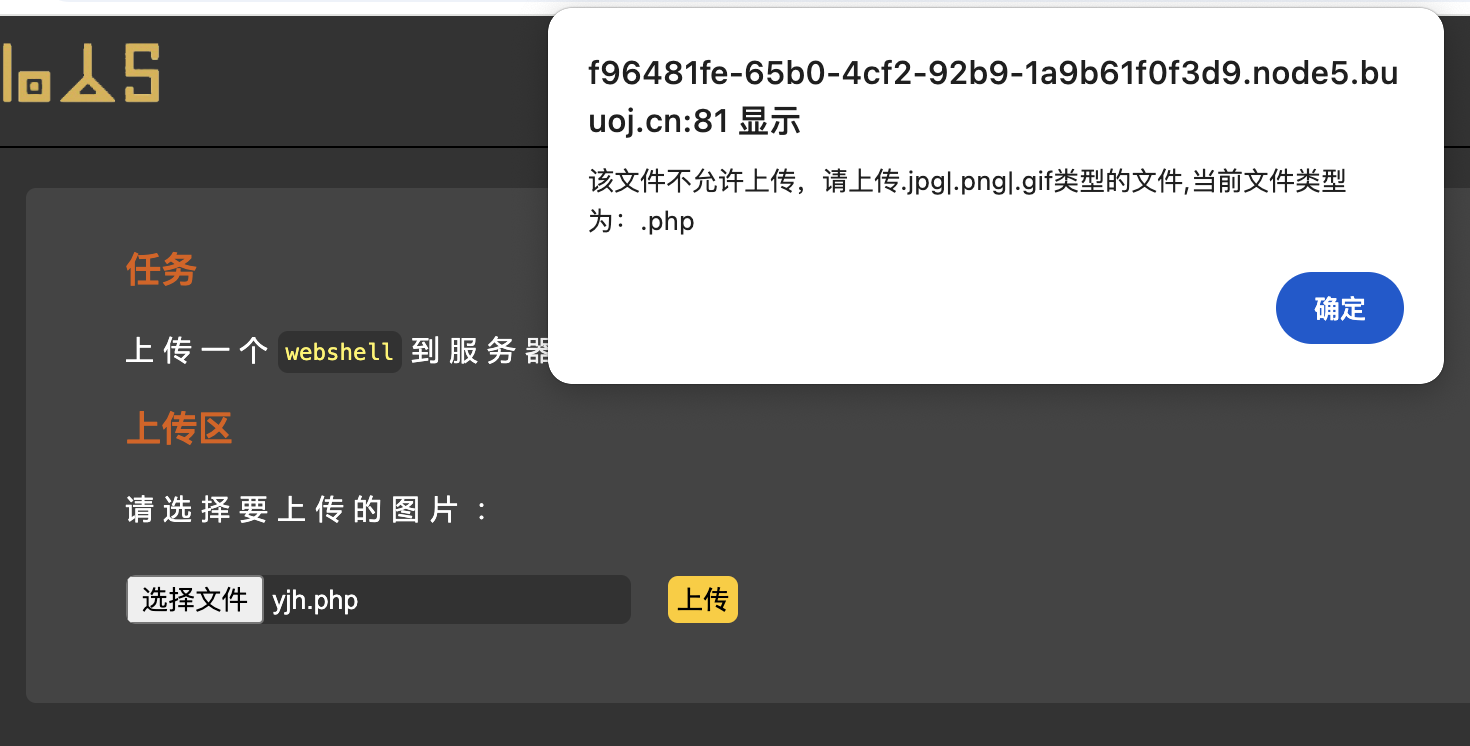 f96481fe-65b0-4cf2-92b9-1a9b61f0f3d9.node5.bu
uoj.cn:81 显示
该文件不允许上传，请上传.jpg|.png|.gif类型的文件,当前文件类型
为：.php
确定
任务
上传一个 webshell 到服务器
上传区
请选择要上传的图片：
选择文件 yjh.php 上传